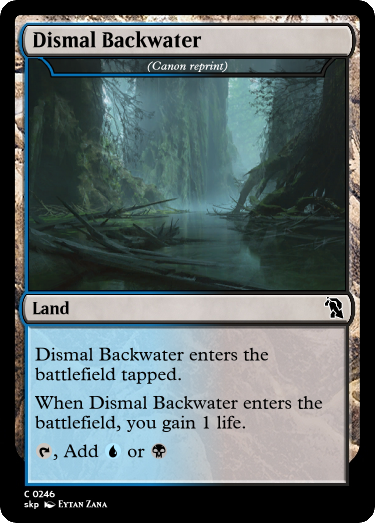 Dismal Backwater
(Canon reprint)
Land
Dismal Backwater enters the
battlefield tapped.
When Dismal Backwater enters the
battlefield, you gain 1 life.
, Add or
C 0246
skp Eytan Zana